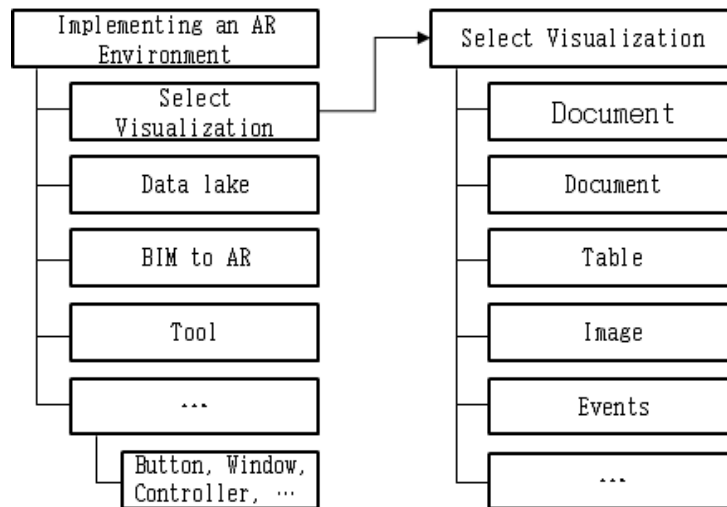 Implementing an AR
Environment
Select
Visualization
Data lake
BIM to AR
Tool
...
Button, Window,
Controller, ...
Select Visualization
Document
Document
Table
Image
Events
...